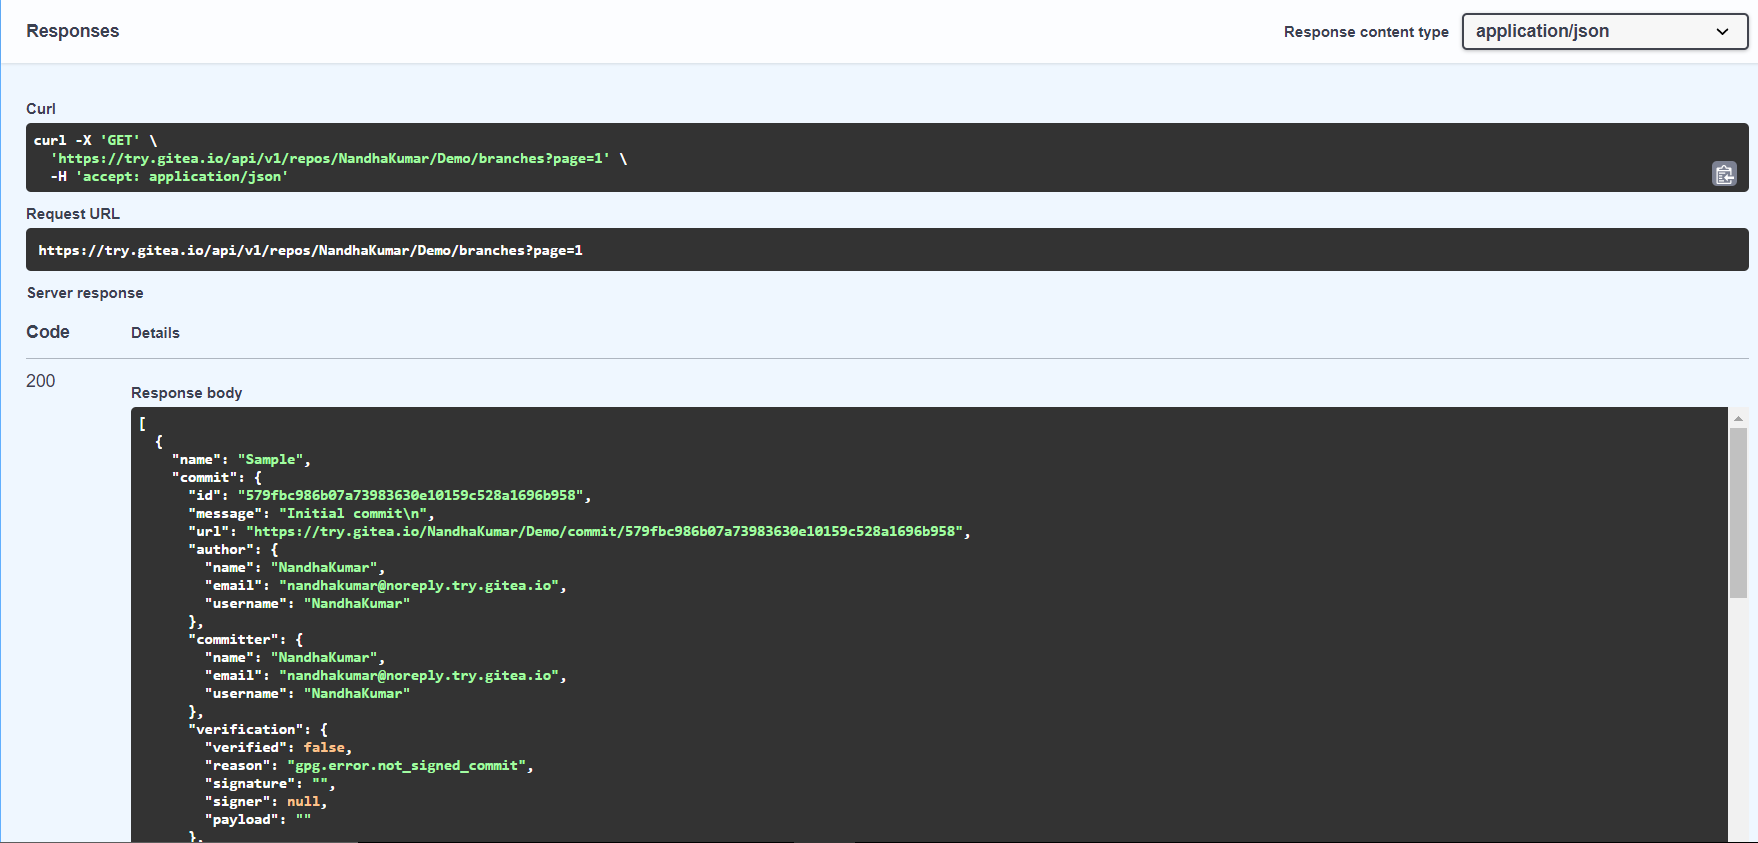 Responses
Response content type
application/json
Curl
curl -X 'GET' \
'https://try.gitea.io/api/v1/repos/NandhaKumar/Demo/branches?page=1' \
-H 'accept: application/json'
Request URL
https://try.gitea.io/api/v1/repos/NandhaKumar/Demo/branches?page=1
Server response
Code Details
200
Response body
[
{
"name": "Sample",
"commit": {
"id": "579fbc986b07a73983630e10159c528a1696b958",
"message": "Initial commit\n",
"url": "https://try.gitea.io/NandhaKumar/Demo/commit/579fbc986b07a73983630e10159c528a1696b958",
"author": {
"name": "NandhaKumar",
"email": "nandhakumar@noreply.try.gitea.io",
"username": "NandhaKumar"
},
"committer": {
"name": "NandhaKumar",
"email": "nandhakumar@noreply.try.gitea.io",
"username": "NandhaKumar"
},
"verification": {
"verified": false,
"reason": "gpg.error.not_signed_commit",
"signature": "",
"signer": null,
"payload": ""
},